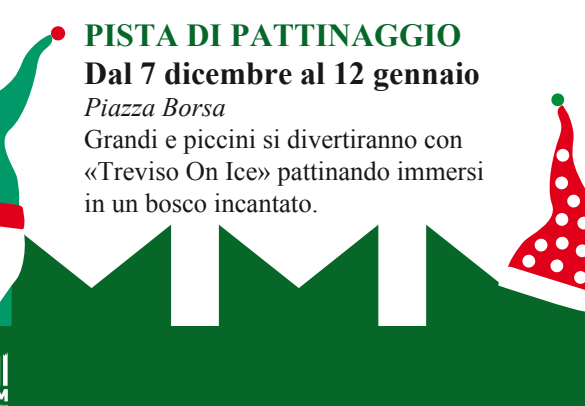 PISTA DI PATTINAGGIO
Dal 7 dicembre al 12 gennaio
Piazza Borsa
Grandi e piccini si divertiranno con
«Treviso On Ice» pattinando immersi
in un bosco incantato.